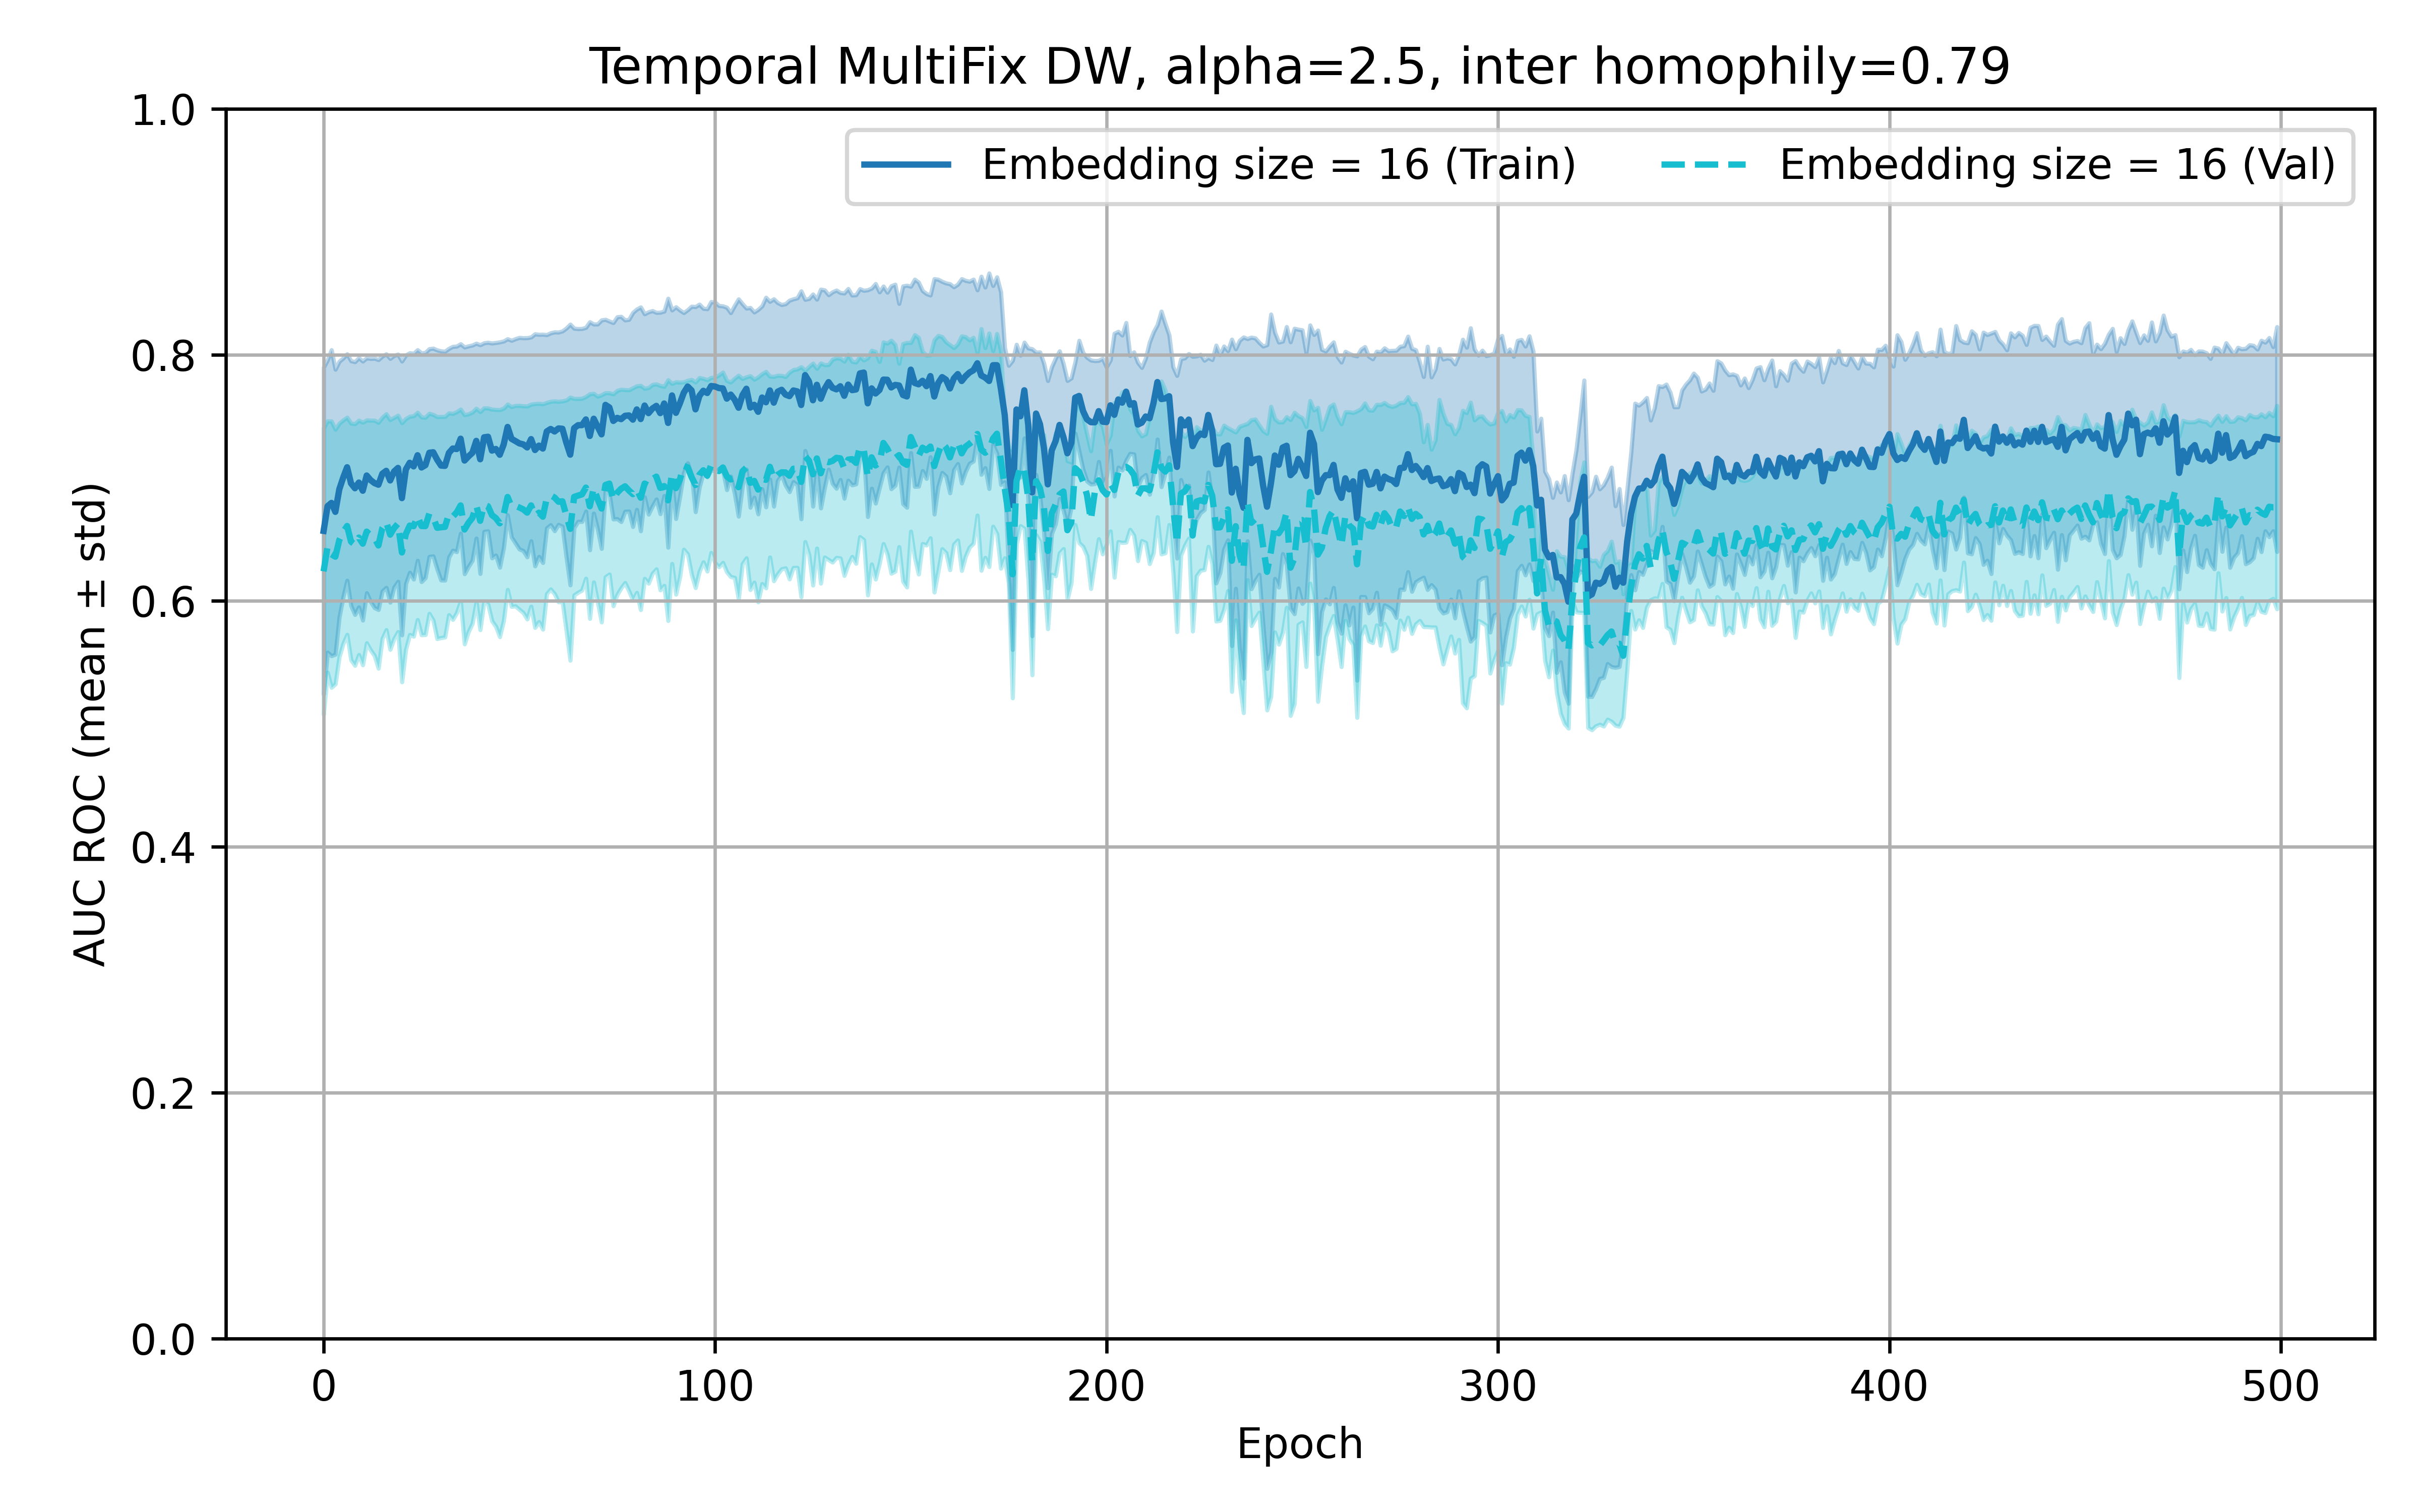 Temporal MultiFix DW, alpha=2.5, inter homophily=0.79
Embedding size = 16 (Train)
Embedding size = 16 (Val)
AUC ROC (mean ± std)
1.0
0.8
0.6
0.4
0.2
0.0
0 100 200 300 400 500
Epoch